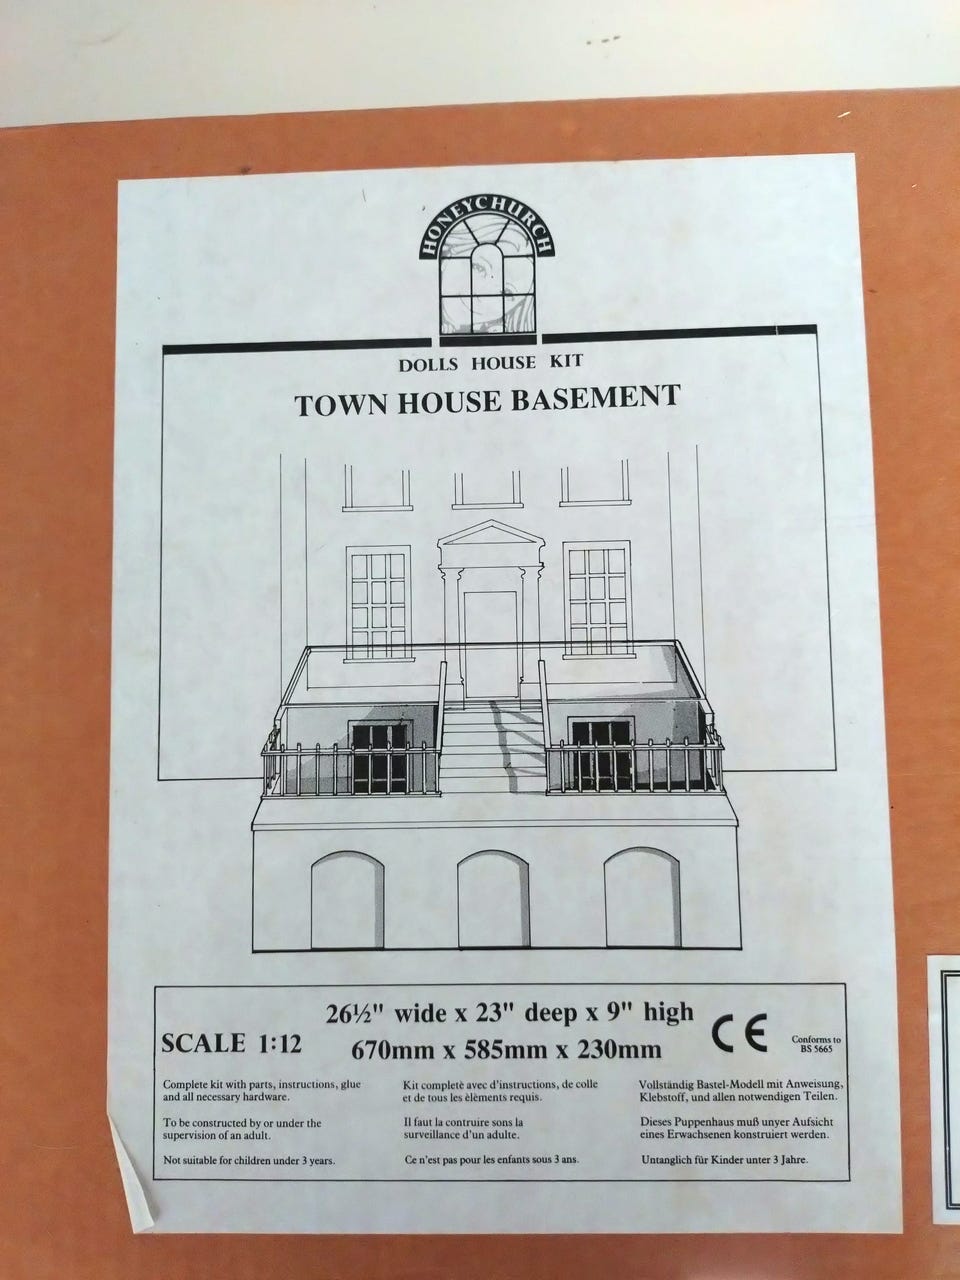 HONEYCHURCH
DOLLS HOUSE KIT
TOWN HOUSE BASEMENT
26½" wide x 23" deep x 9" high
SCALE 1:12
670mm x 585mm x 230mm
CE
Conforms to
BS 5665
Complete kit with parts, instructions, glue
and all necessary hardware.
To be constructed by or under the
supervision of an adult.
Not suitable for children under 3 years.
Kit completè avec d'instructions, de colle
et de tous les èlèments requis.
Il faut la contruire sons la
surveillance d'un adulte.
Ce n'est pas pour les enfants sous 3 ans.
Vollständig Bastel-Modell mit Anweisung,
Klebstoff, und allen notwendigen Teilen.
Dieses Puppenhaus muß unyer Aufsicht
eines Erwachsenen konstruiert werden.
Untanglich für Kinder unter 3 Jahre.